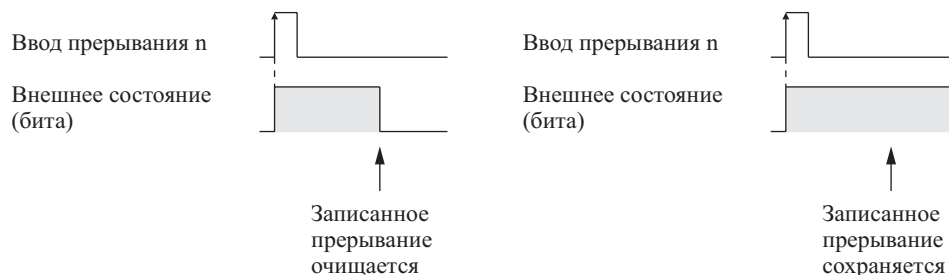 Ввод прерывания n
Внешнее состояние
(бита)
Записанное
прерывание
очищается
Ввод прерывания n
Внешнее состояние
(бита)
Записанное
прерывание
сохраняется